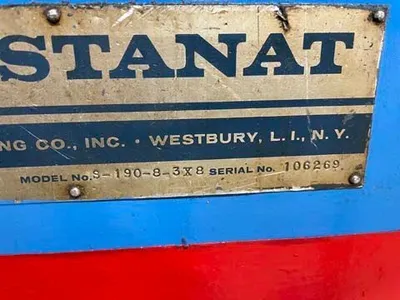 STANAT
NG CO., INC. · WESTBURY, L. I., N. Y.
MODEL No. S-190-8-3X8 SERIAL No. 106269